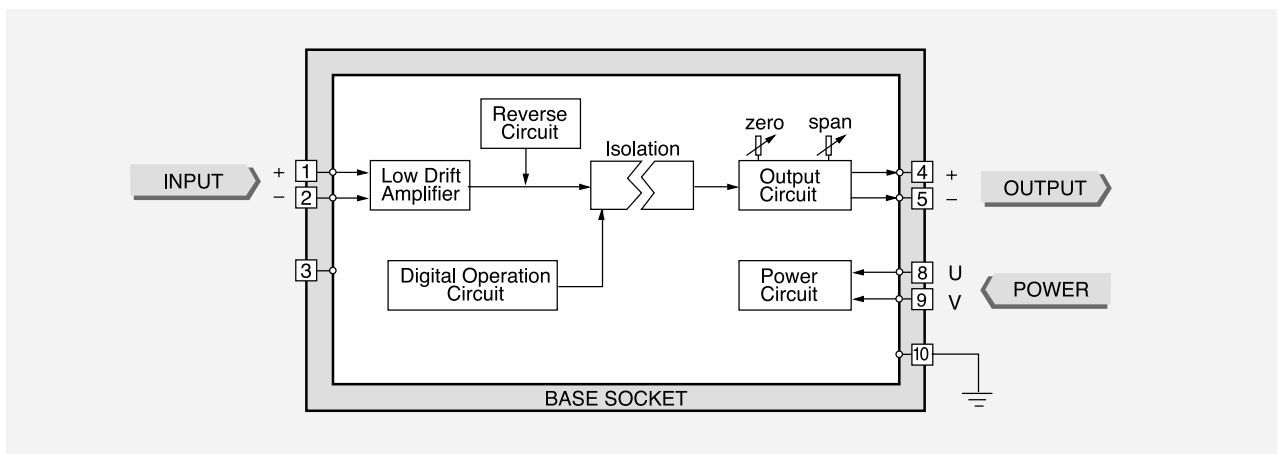 Reverse
Circuit
Isolation
zero span
INPUT
+ 1
− 2
Low Drift
Amplifier
Output
Circuit
4 +
5 −
OUTPUT
3
Digital Operation
Circuit
Power
Circuit
8 U
9 V
POWER
10
BASE SOCKET